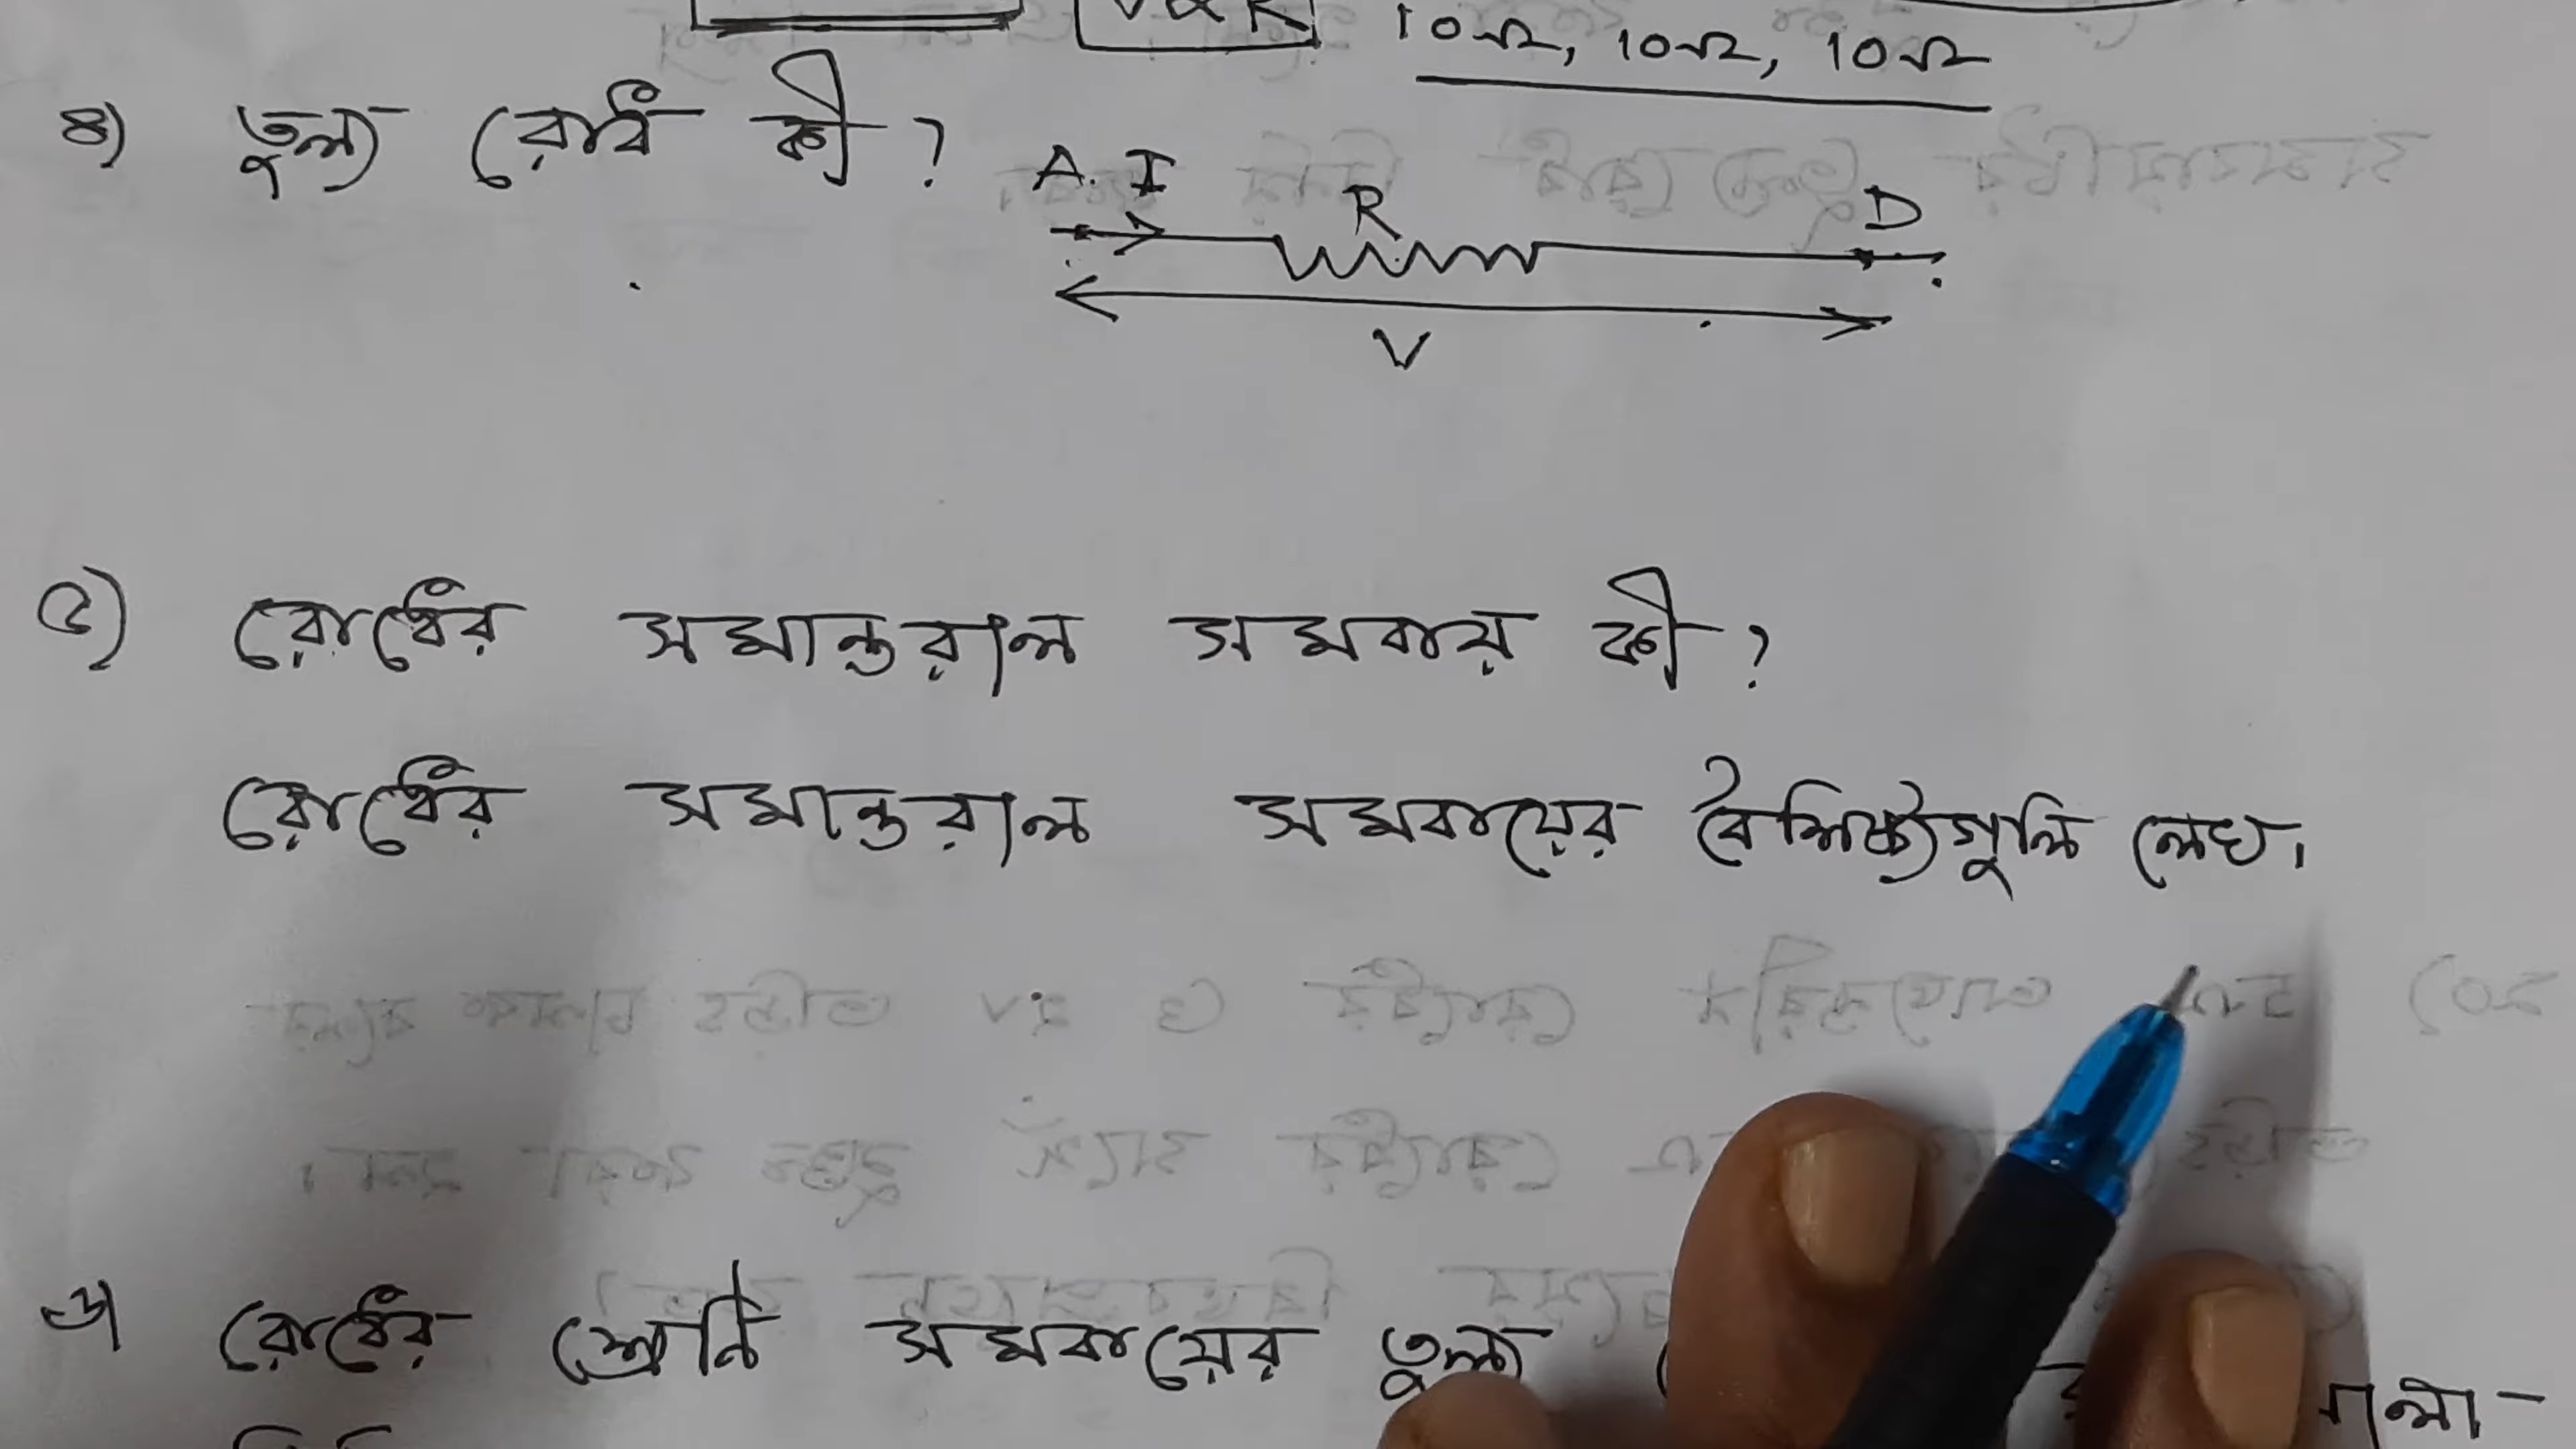 V α R
10Ω, 10Ω, 10Ω
৪) তুল্য রোধ কী?
A. I
R
D
V
৫) রোধের সমান্তরাল সমবায় কী?
রোধের সমান্তরাল সমবায়ের বৈশিষ্ট্যগুলি লেখ।
৬) রোধের শ্রেণি সমবায়ের তুল্য